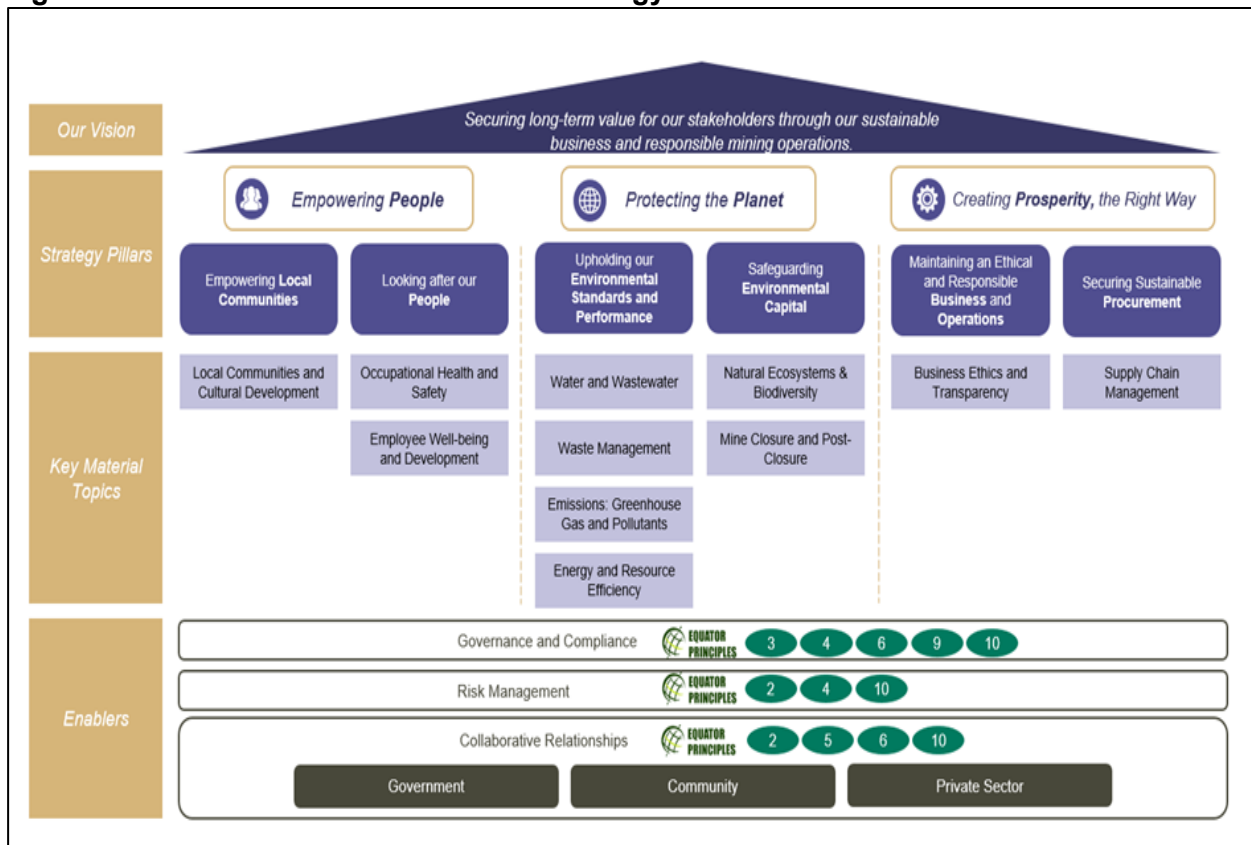 Our Vision
Securing long-term value for our stakeholders through our sustainable
business and responsible mining operations.
Strategy Pillars
Empowering People
Protecting the Planet
Creating Prosperity, the Right Way
Empowering Local
Communities
Looking after our
People
Upholding our
Environmental
Standards and
Performance
Safeguarding
Environmental
Capital
Maintaining an Ethical
and Responsible
Business and
Operations
Securing Sustainable
Procurement
Key Material
Topics
Local Communities and
Cultural Development
Occupational Health and
Safety
Employee Well-being
and Development
Water and Wastewater
Waste Management
Emissions: Greenhouse
Gas and Pollutants
Energy and Resource
Efficiency
Natural Ecosystems &
Biodiversity
Mine Closure and Post-
Closure
Business Ethics and
Transparency
Supply Chain
Management
Enablers
Governance and Compliance
EQUATOR
PRINCIPLES
3 4 6 9 10
Risk Management
EQUATOR
PRINCIPLES
2 4 10
Collaborative Relationships
EQUATOR
PRINCIPLES
2 5 6 10
Government
Community
Private Sector